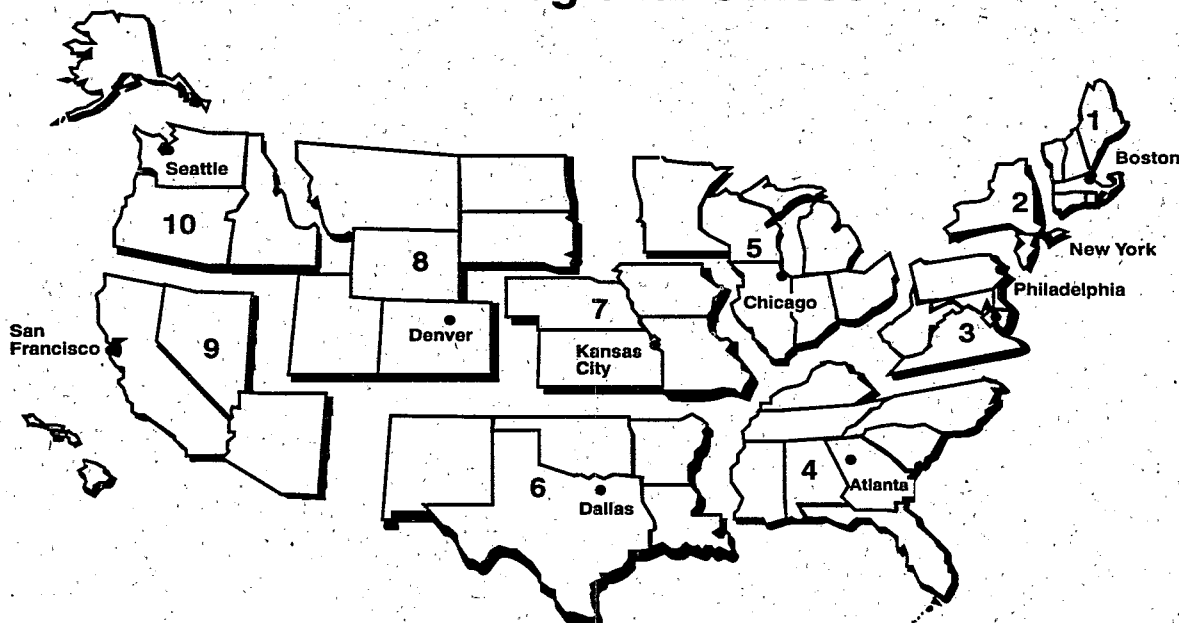 1
Boston
Seattle
2
10
5
New York
8
Philadelphia
Chicago
7
San
Francisco
Denver
3
9
Kansas
City
4
6
Atlanta
Dallas